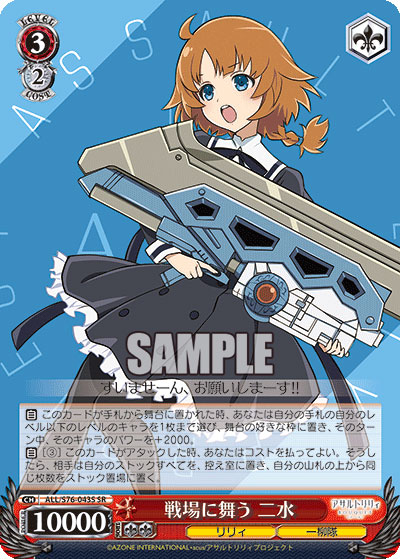 LEVEL
3
2
COST
ASSAULT
SAMPLE
すいませーん、お願いしまーす!!
自 このカードが手札から舞台に置かれた時、あなたは自分の手札の自分のレ
ベル以下のレベルのキャラを1枚まで選び、舞台の好きな枠に置き、そのター
ン中、そのキャラのパワーを+2000。
自 [③] このカードがアタックした時、あなたはコストを払ってよい。そうし
たら、相手は自分のストックすべてを、控え室に置き、自分の山札の上から同
じ枚数をストック置場に置く。
CH ALL/S76-043S SR
戦場に舞う 二水
アサルトリリィ
10000
リリィ
一柳隊
©AZONE INTERNATIONAL・acus/アサルトリリィプロジェクト